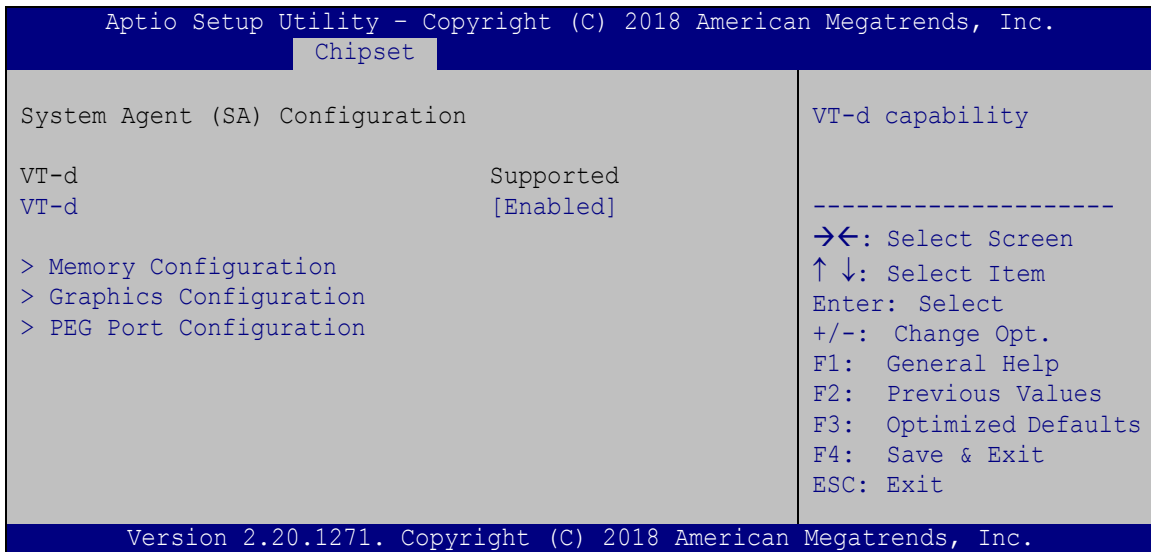 Aptio Setup Utility – Copyright (C) 2018 American Megatrends, Inc.
Chipset
System Agent (SA) Configuration
VT-d Supported
VT-d [Enabled]
> Memory Configuration
> Graphics Configuration
> PEG Port Configuration
VT-d capability
---------------------
→←: Select Screen
↑ ↓: Select Item
Enter: Select
+/-: Change Opt.
F1: General Help
F2: Previous Values
F3: Optimized Defaults
F4: Save & Exit
ESC: Exit
Version 2.20.1271. Copyright (C) 2018 American Megatrends, Inc.